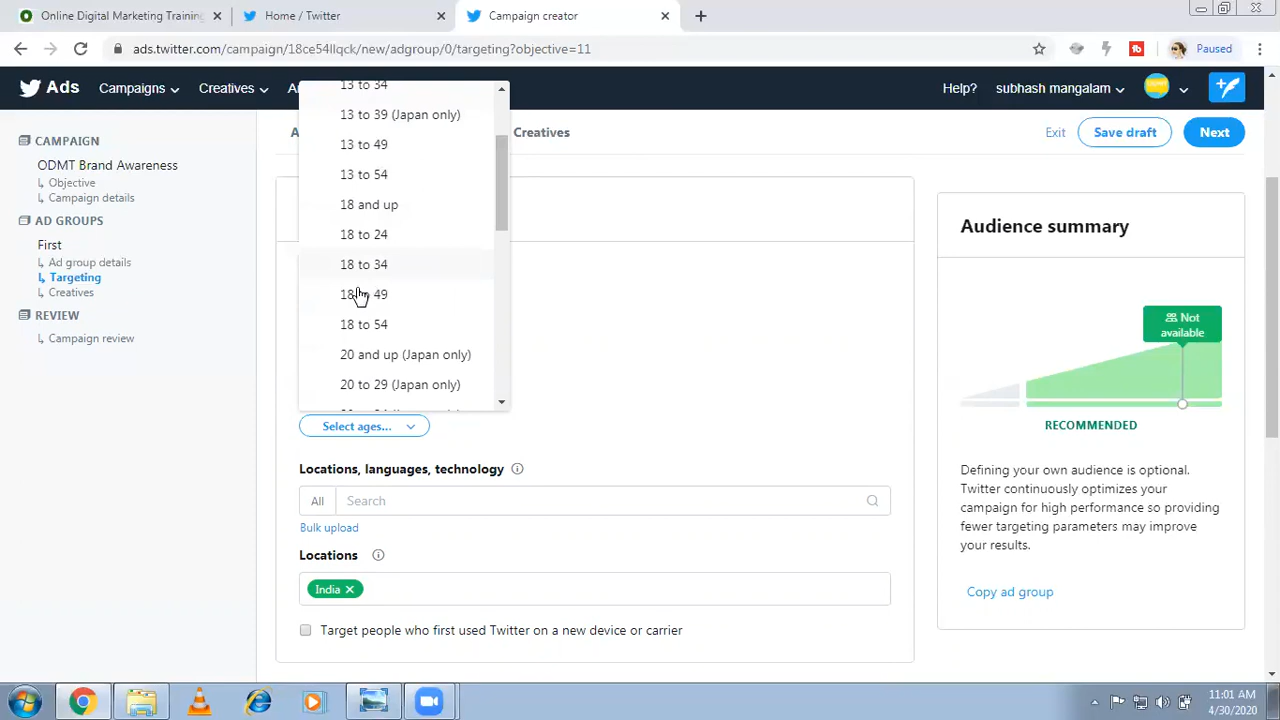 Online Digital Marketing Training
Home / Twitter
Campaign creator
ads.twitter.com/campaign/18ce54llqck/new/adgroup/0/targeting?objective=11
Paused
Ads
Campaigns
Creatives
Help?
subhash mangalam
Creatives
Exit
Save draft
Next
CAMPAIGN
ODMT Brand Awareness
↳ Objective
↳ Campaign details
AD GROUPS
First
↳ Ad group details
↳ Targeting
↳ Creatives
REVIEW
↳ Campaign review
13 to 34
13 to 39 (Japan only)
13 to 49
13 to 54
18 and up
18 to 24
18 to 34
18 to 49
18 to 54
20 and up (Japan only)
20 to 29 (Japan only)
Select ages...
Locations, languages, technology
All
Search
Bulk upload
Locations
India
Target people who first used Twitter on a new device or carrier
Audience summary
Not
available
RECOMMENDED
Defining your own audience is optional.
Twitter continuously optimizes your
campaign for high performance so providing
fewer targeting parameters may improve
your results.
Copy ad group
11:01 AM
4/30/2020